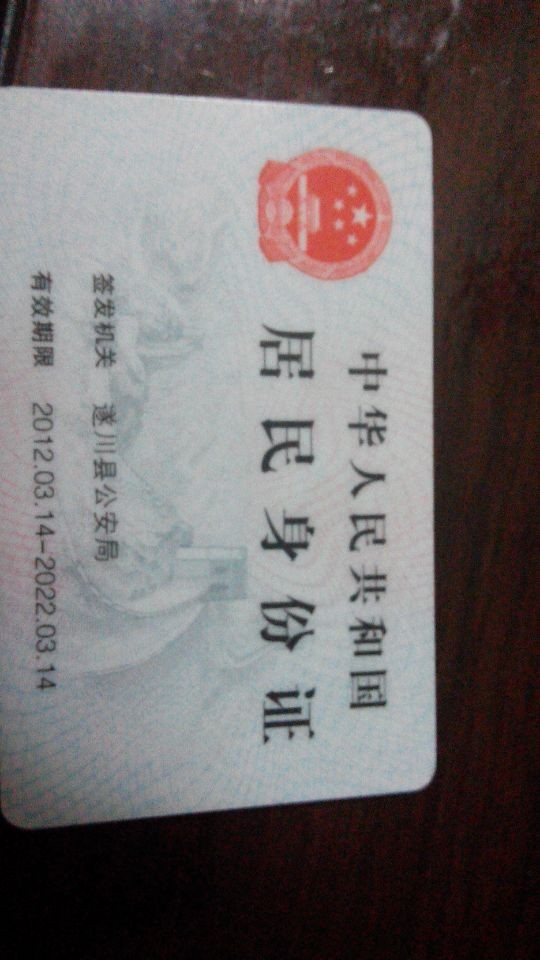 中华人民共和国
居民身份证
签发机关 遂川县公安局
有效期限 2012.03.14-2022.03.14